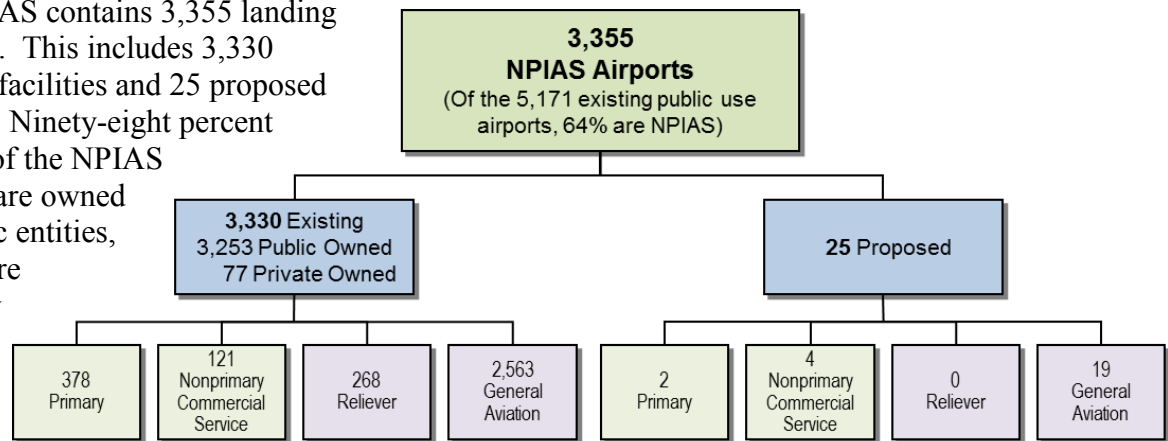 AS contains 3,355 landing
. This includes 3,330
facilities and 25 proposed
Ninety-eight percent
of the NPIAS
are owned
c entities,
re
3,355
NPIAS Airports
(Of the 5,171 existing public use
airports, 64% are NPIAS)
3,330 Existing
3,253 Public Owned
77 Private Owned
25 Proposed
378
Primary
121
Nonprimary
Commercial
Service
268
Reliever
2,563
General
Aviation
2
Primary
4
Nonprimary
Commercial
Service
0
Reliever
19
General
Aviation